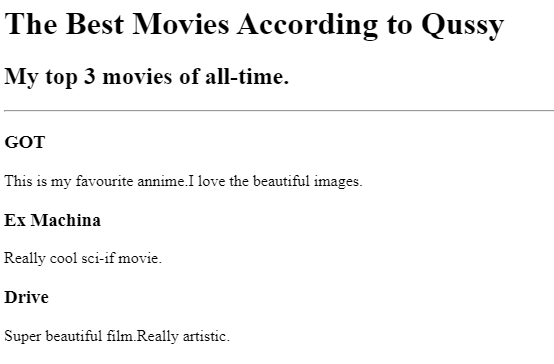 The Best Movies According to Qussy
My top 3 movies of all-time.
GOT
This is my favourite annime.I love the beautiful images.
Ex Machina
Really cool sci-if movie.
Drive
Super beautiful film.Really artistic.